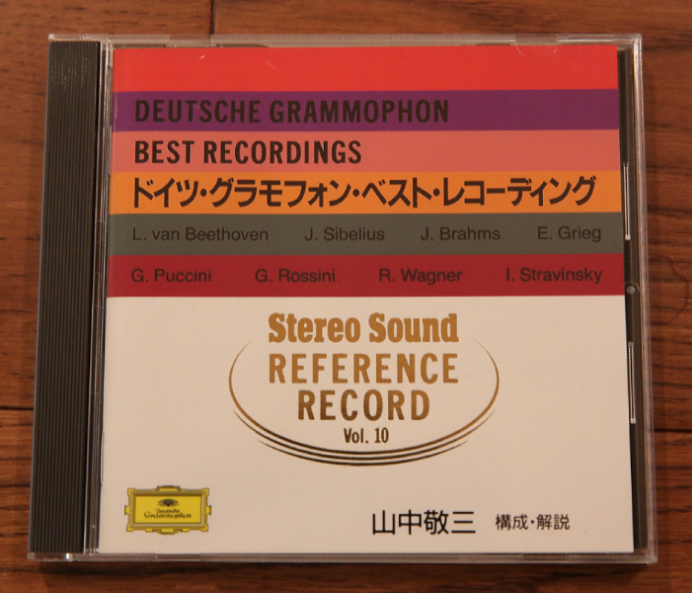 DEUTSCHE GRAMMOPHON
BEST RECORDINGS
ドイツ・グラモフォン・ベスト・レコーディング
L. van Beethoven J. Sibelius J. Brahms E. Grieg
G. Puccini G. Rossini R. Wagner I. Stravinsky
Stereo Sound
REFERENCE
RECORD
Vol. 10
Deutsche
Grammophon
山中敬三 構成・解説